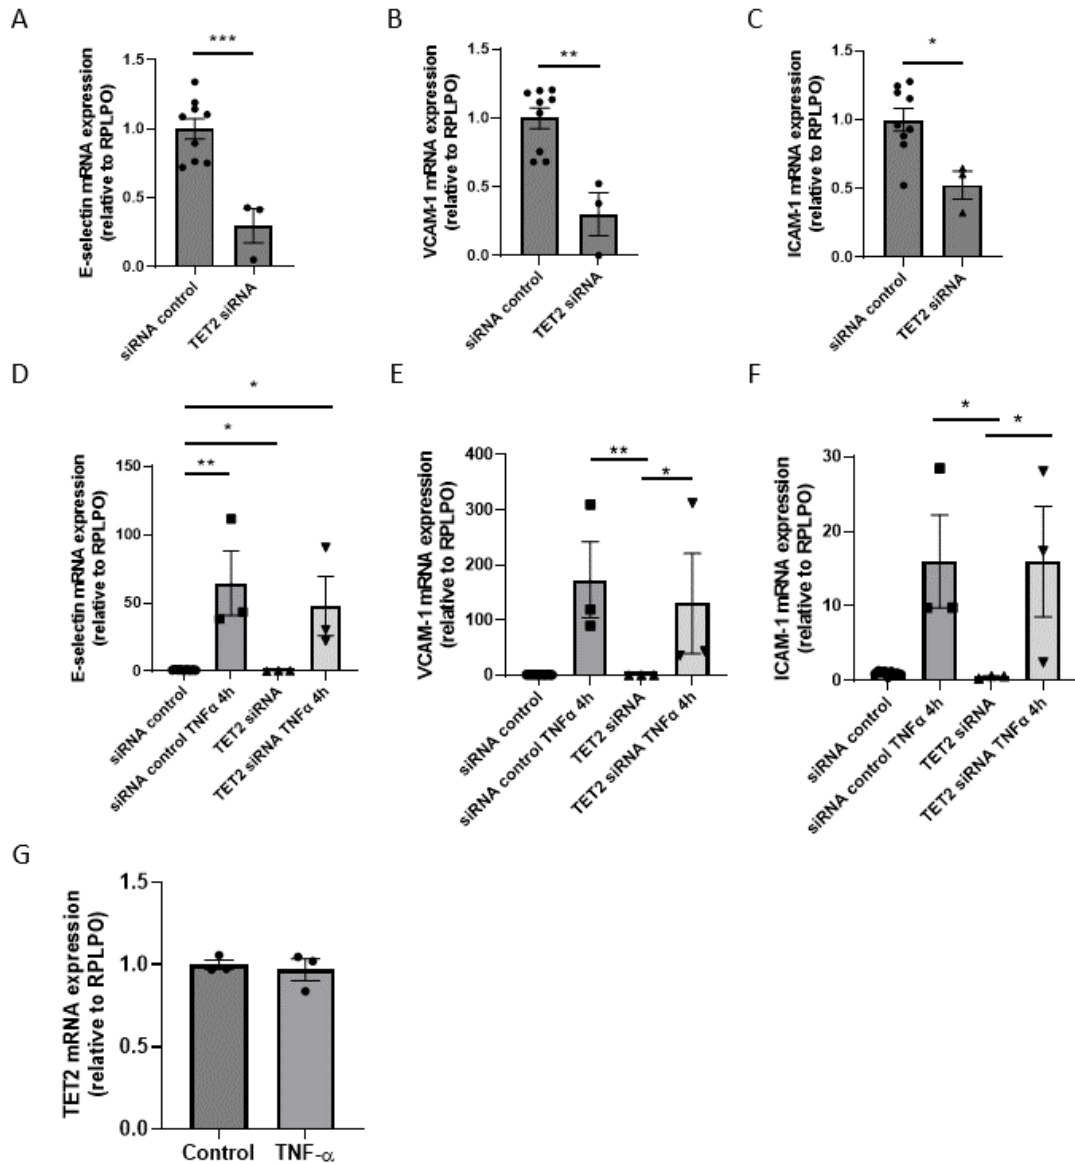 A
E-selectin mRNA expression
(relative to RPLPO)
1.5
1.0
0.5
0.0
***
siRNA control
TET2 siRNA
B
VCAM-1 mRNA expression
(relative to RPLPO)
1.5
1.0
0.5
0.0
**
siRNA control
TET2 siRNA
C
ICAM-1 mRNA expression
(relative to RPLPO)
1.5
1.0
0.5
0.0
*
siRNA control
TET2 siRNA
D
E-selectin mRNA expression
(relative to RPLPO)
150
100
50
0
*
*
**
siRNA control
siRNA control TNFα 4h
TET2 siRNA
TET2 siRNA TNFα 4h
E
VCAM-1 mRNA expression
(relative to RPLPO)
400
300
200
100
0
**
*
siRNA control
siRNA control TNFα 4h
TET2 siRNA
TET2 siRNA TNFα 4h
F
ICAM-1 mRNA expression
(relative to RPLPO)
30
20
10
0
*
*
siRNA control
siRNA control TNFα 4h
TET2 siRNA
TET2 siRNA TNFα 4h
G
TET2 mRNA expression
(relative to RPLPO)
1.5
1.0
0.5
0.0
Control
TNF-α